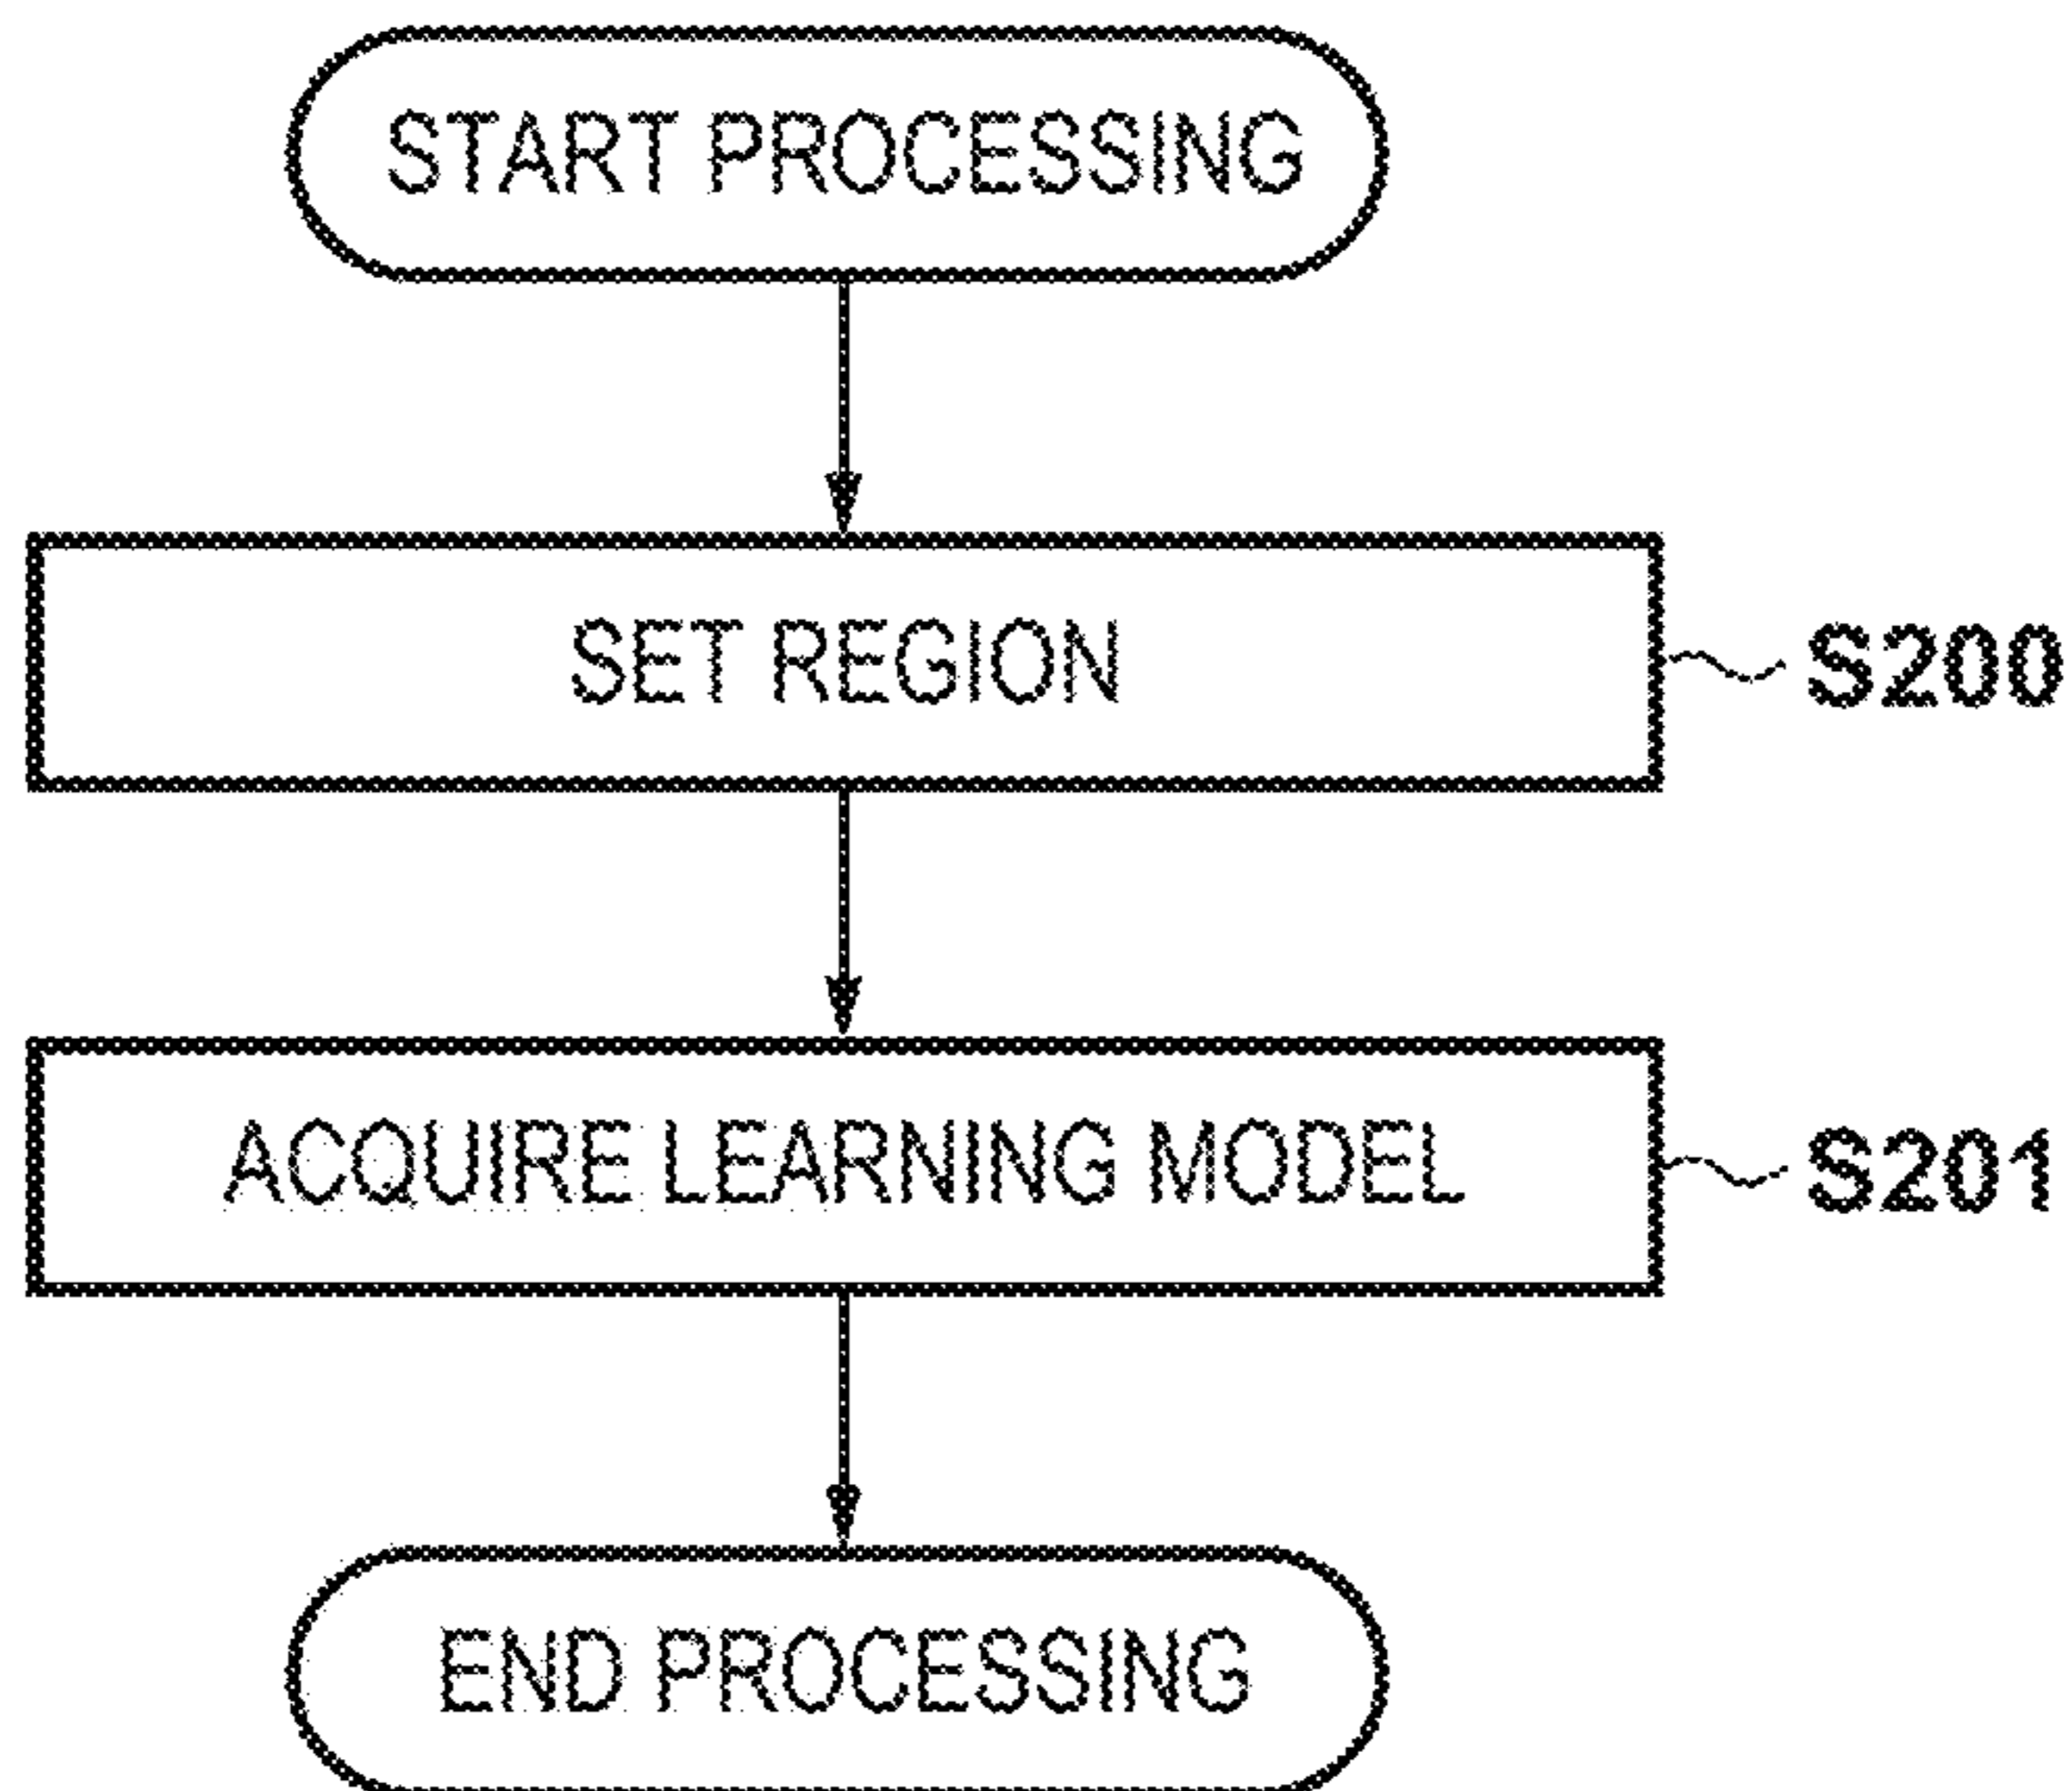 START PROCESSING
SET REGION
S200
ACQUIRE LEARNING MODEL
S201
END PROCESSING